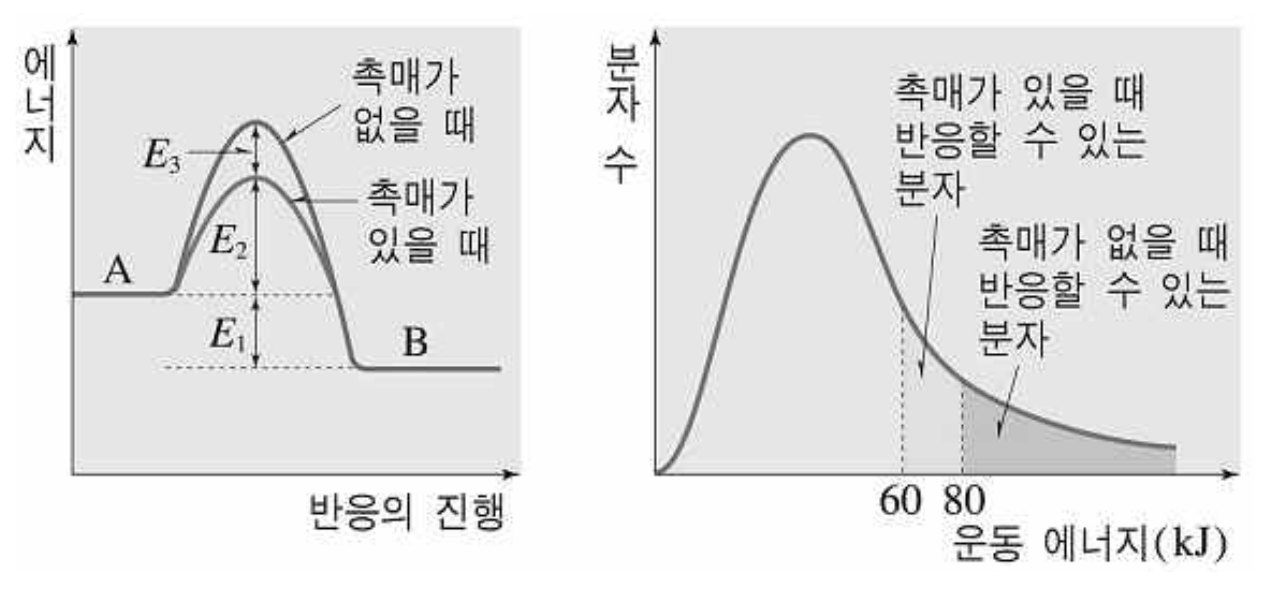 에너지
촉매가
없을 때
E₃
촉매가
있을 때
E₂
A
E₁
B
반응의 진행
분자 수
촉매가 있을 때
반응할 수 있는
분자
촉매가 없을 때
반응할 수 있는
분자
60 80
운동 에너지(kJ)